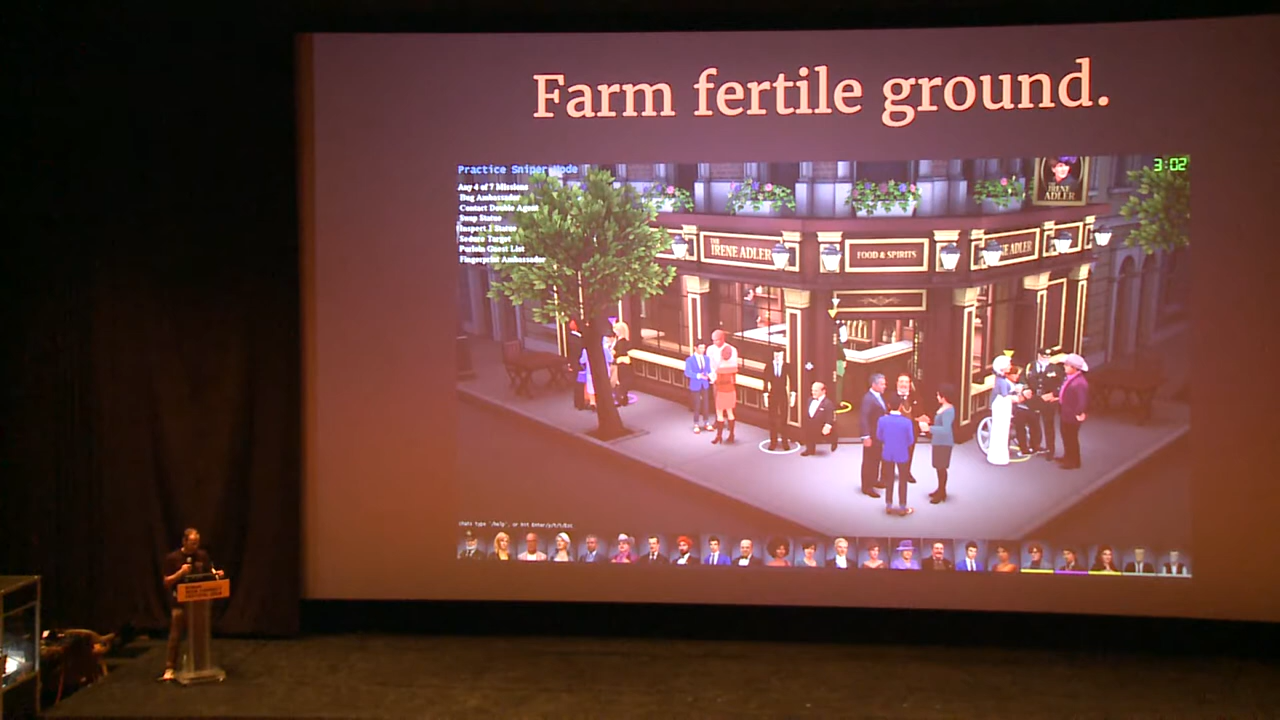 Farm fertile ground.
Practice Sniper Mode
3:02
Any 4 of 7 Missions
Bug Ambassador
Contact Double Agent
Swap Statue
Inspect 1 Statue
Seduce Target
Purloin Guest List
Fingerprint Ambassador
THE IRENE ADLER
THE IRENE ADLER
FOOD & SPIRITS
IRENE ADLER